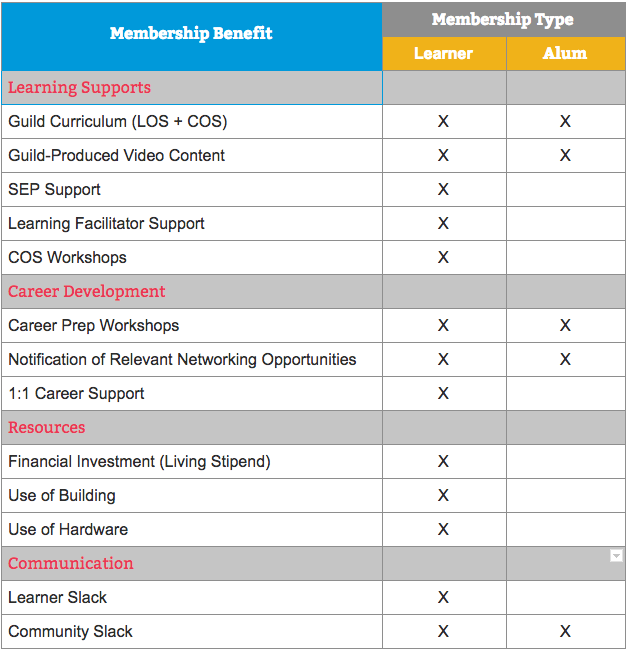 Membership Benefit
Membership Type
Learner Alum
Learning Supports
Guild Curriculum (LOS + COS) X X
Guild-Produced Video Content X X
SEP Support X
Learning Facilitator Support X
COS Workshops X
Career Development
Career Prep Workshops X X
Notification of Relevant Networking Opportunities X X
1:1 Career Support X
Resources
Financial Investment (Living Stipend) X
Use of Building X
Use of Hardware X
Communication
Learner Slack X
Community Slack X X